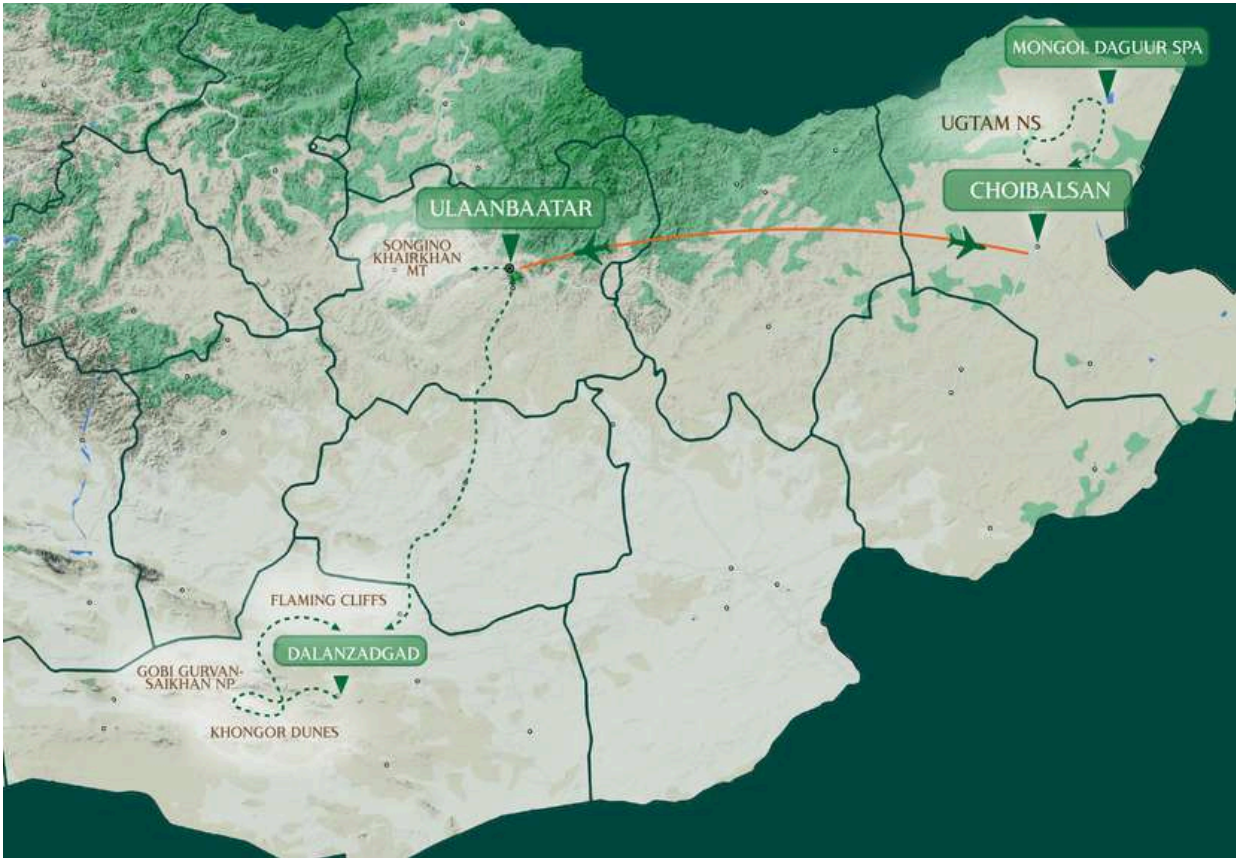 MONGOL DAGUUR SPA
UGTAM NS
CHOIBALSAN
ULAANBAATAR
SONGINO
KHAIRKHAN
MT
FLAMING CLIFFS
DALANZADGAD
GOBI GURVAN-
SAIKHAN NP
KHONGOR DUNES